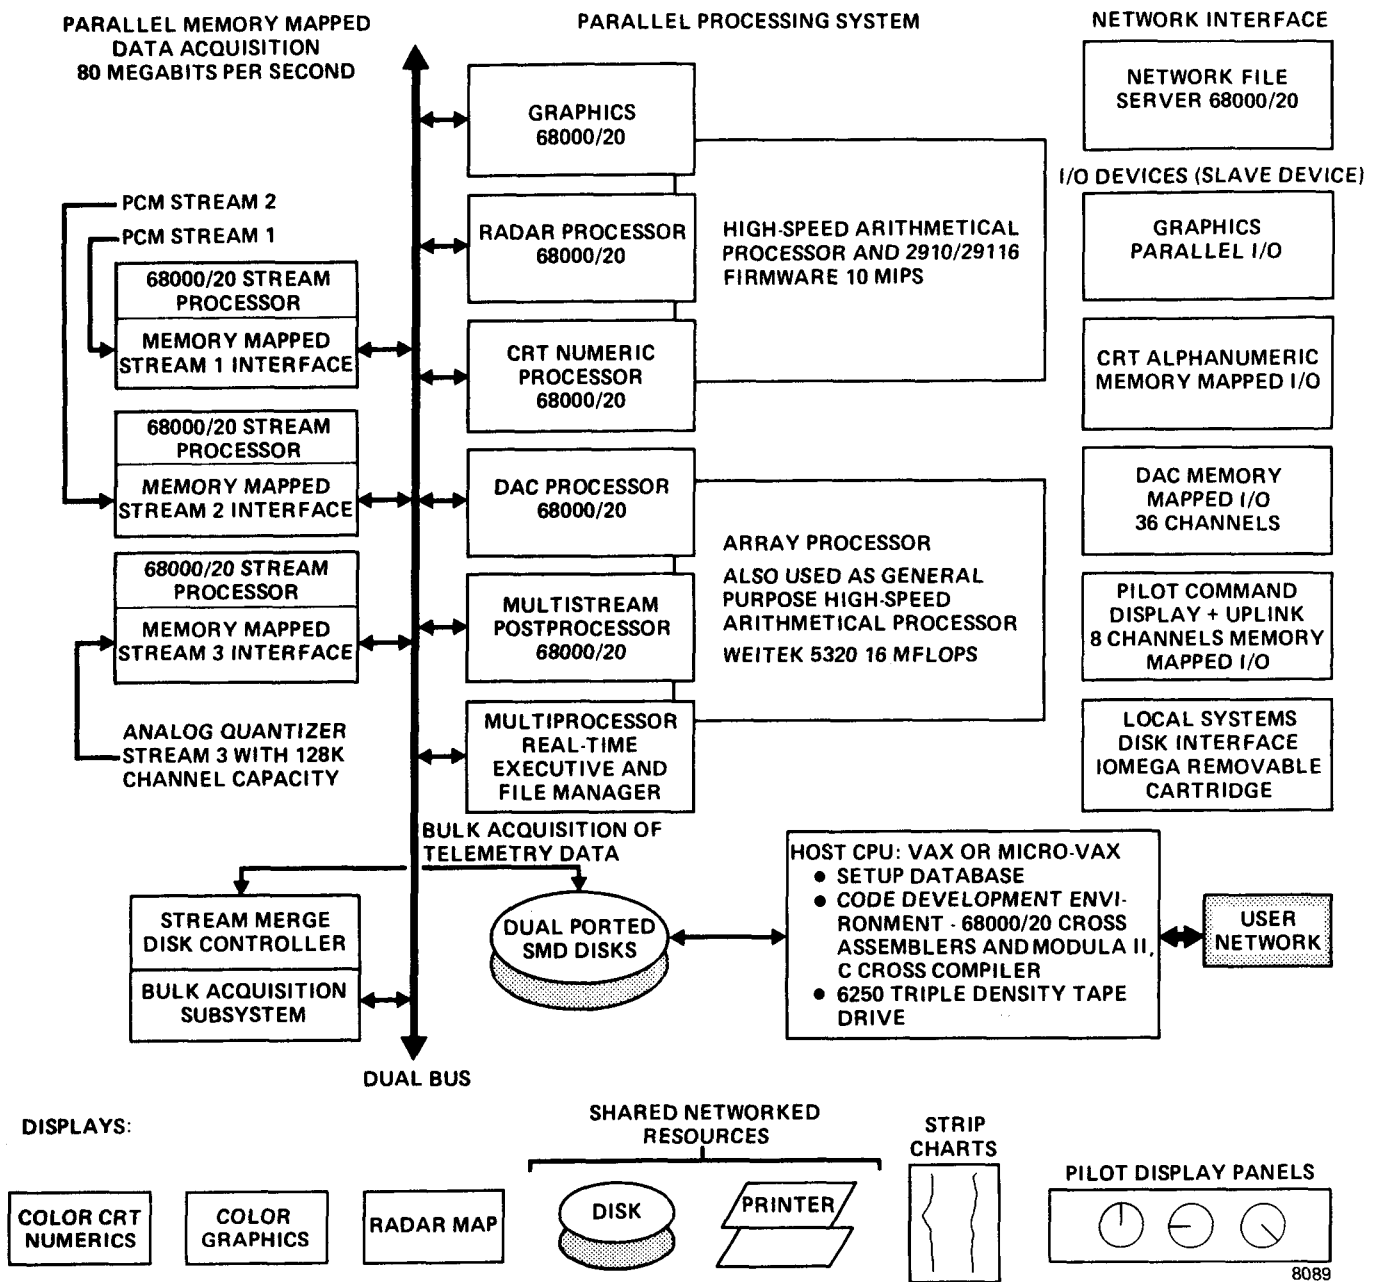 PARALLEL MEMORY MAPPED
DATA ACQUISITION
80 MEGABITS PER SECOND
PARALLEL PROCESSING SYSTEM
NETWORK INTERFACE
PCM STREAM 2
PCM STREAM 1
68000/20 STREAM
PROCESSOR
MEMORY MAPPED
STREAM 1 INTERFACE
68000/20 STREAM
PROCESSOR
MEMORY MAPPED
STREAM 2 INTERFACE
68000/20 STREAM
PROCESSOR
MEMORY MAPPED
STREAM 3 INTERFACE
ANALOG QUANTIZER
STREAM 3 WITH 128K
CHANNEL CAPACITY
GRAPHICS
68000/20
RADAR PROCESSOR
68000/20
CRT NUMERIC
PROCESSOR
68000/20
DAC PROCESSOR
68000/20
MULTISTREAM
POSTPROCESSOR
68000/20
MULTIPROCESSOR
REAL-TIME
EXECUTIVE AND
FILE MANAGER
HIGH-SPEED ARITHMETICAL
PROCESSOR AND 2910/29116
FIRMWARE 10 MIPS
ARRAY PROCESSOR
ALSO USED AS GENERAL
PURPOSE HIGH-SPEED
ARITHMETICAL PROCESSOR
WEITEK 5320 16 MFLOPS
NETWORK FILE
SERVER 68000/20
I/O DEVICES (SLAVE DEVICE)
GRAPHICS
PARALLEL I/O
CRT ALPHANUMERIC
MEMORY MAPPED I/O
DAC MEMORY
MAPPED I/O
36 CHANNELS
PILOT COMMAND
DISPLAY + UPLINK
8 CHANNELS MEMORY
MAPPED I/O
LOCAL SYSTEMS
DISK INTERFACE
IOMEGA REMOVABLE
CARTRIDGE
BULK ACQUISITION OF
TELEMETRY DATA
STREAM MERGE
DISK CONTROLLER
BULK ACQUISITION
SUBSYSTEM
DUAL PORTED
SMD DISKS
HOST CPU: VAX OR MICRO-VAX
● SETUP DATABASE
● CODE DEVELOPMENT ENVI-
RONMENT - 68000/20 CROSS
ASSEMBLERS AND MODULA II,
C CROSS COMPILER
● 6250 TRIPLE DENSITY TAPE
DRIVE
USER
NETWORK
DUAL BUS
DISPLAYS:
SHARED NETWORKED
RESOURCES
STRIP
CHARTS
PILOT DISPLAY PANELS
COLOR CRT
NUMERICS
COLOR
GRAPHICS
RADAR MAP
DISK
PRINTER
8089